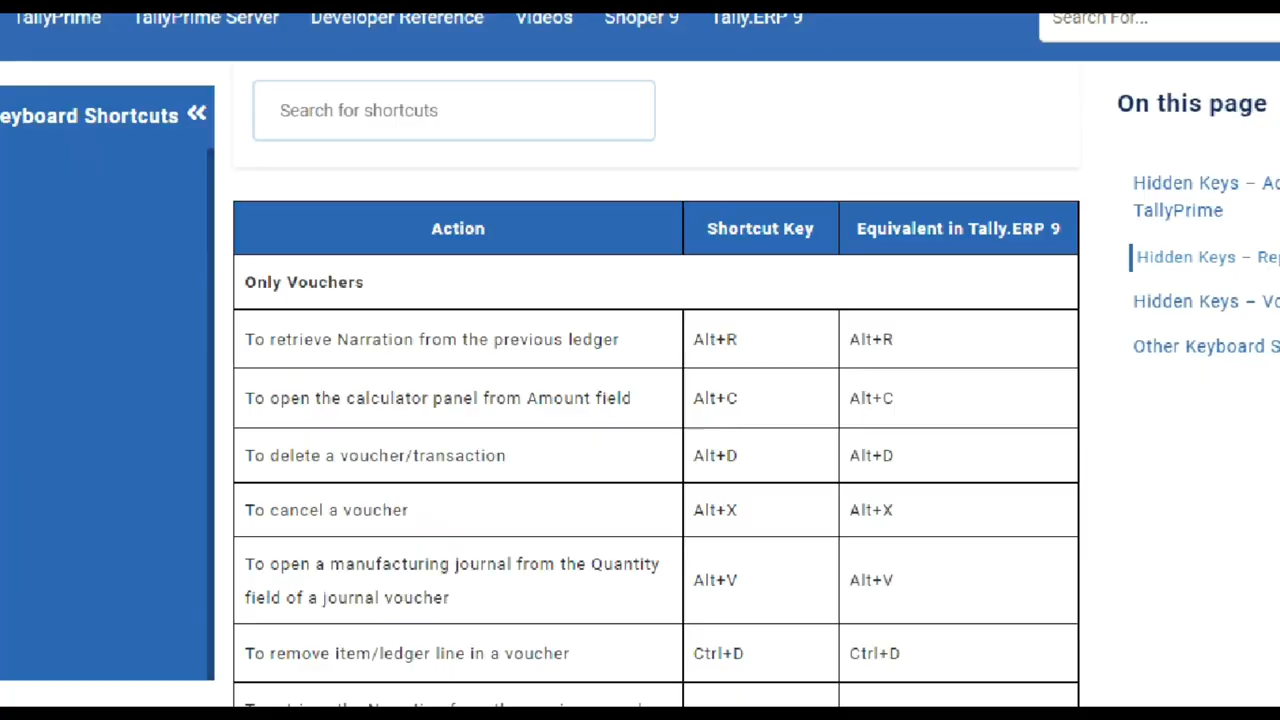 TallyPrime TallyPrime Server Developer Reference Videos Shoper 9 Tally.ERP 9
Search For...
eyboard Shortcuts «
Search for shortcuts
On this page
Hidden Keys –
TallyPrime
Hidden Keys –
Hidden Keys –
Other Keyboard
Action Shortcut Key Equivalent in Tally.ERP 9
Only Vouchers
To retrieve Narration from the previous ledger Alt+R Alt+R
To open the calculator panel from Amount field Alt+C Alt+C
To delete a voucher/transaction Alt+D Alt+D
To cancel a voucher Alt+X Alt+X
To open a manufacturing journal from the Quantity
field of a journal voucher Alt+V Alt+V
To remove item/ledger line in a voucher Ctrl+D Ctrl+D